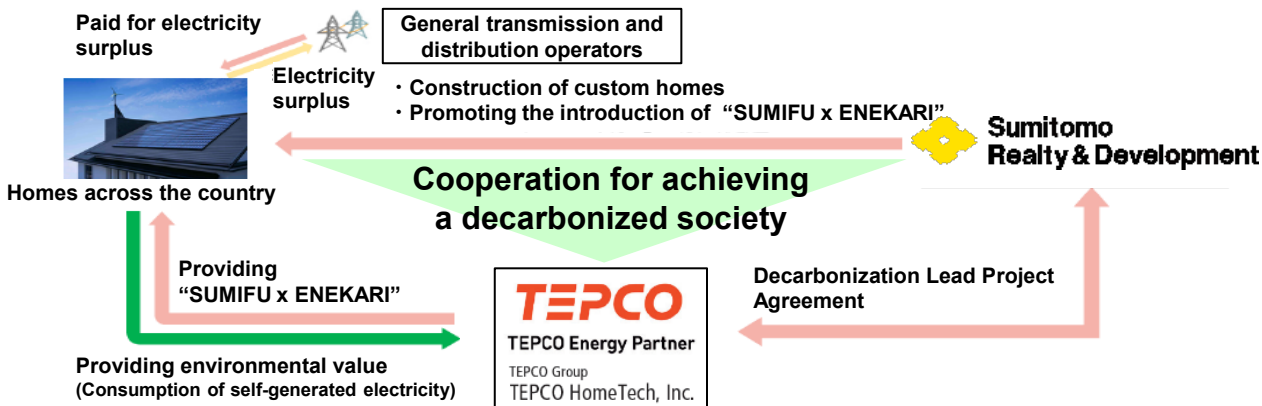 Paid for electricity
surplus
General transmission and
distribution operators
Electricity
surplus
・Construction of custom homes
・Promoting the introduction of “SUMIFU x ENEKARI”
Sumitomo
Realty & Development
Homes across the country
Cooperation for achieving
a decarbonized society
Providing
“SUMIFU x ENEKARI”
Decarbonization Lead Project
Agreement
TEPCO
TEPCO Energy Partner
TEPCO Group
TEPCO HomeTech, Inc.
Providing environmental value
(Consumption of self-generated electricity)